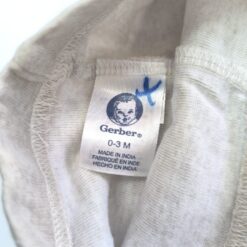 Gerber®
0-3 M
MADE IN INDIA
FABRIQUÉ EN INDE
HECHO EN INDIA